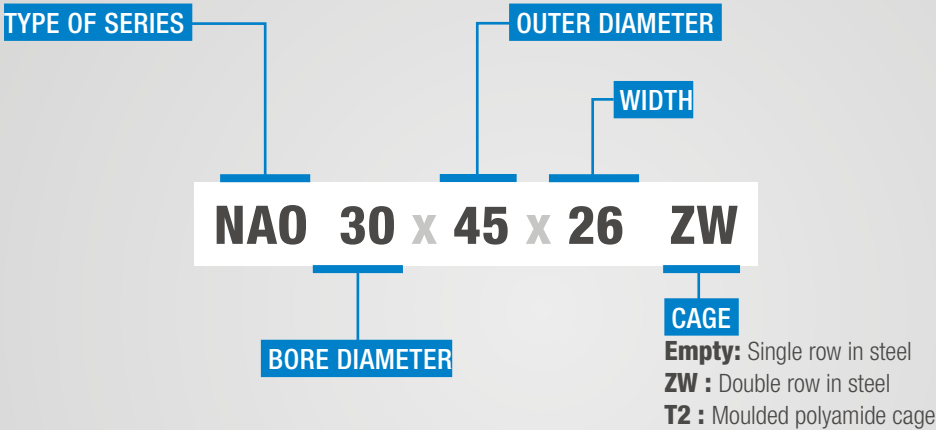 TYPE OF SERIES
OUTER DIAMETER
WIDTH
NAO 30 x 45 x 26 ZW
BORE DIAMETER
CAGE
Empty: Single row in steel
ZW : Double row in steel
T2 : Moulded polyamide cage